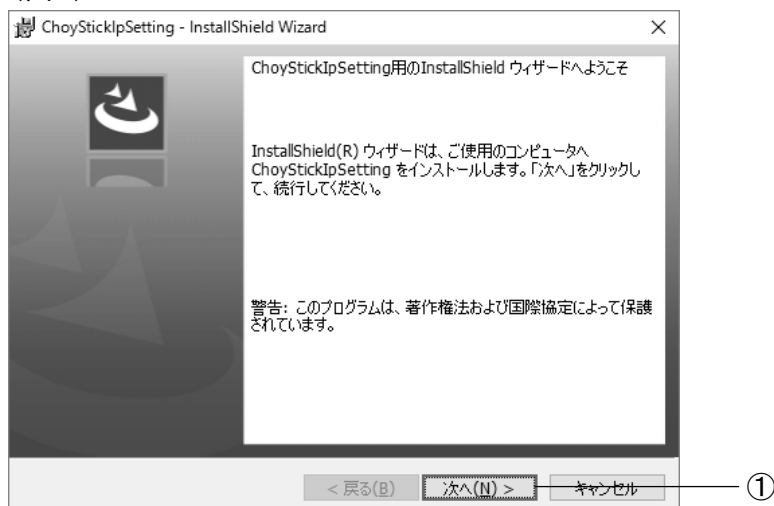 ChoyStickIpSetting - InstallShield Wizard
ChoyStickIpSetting用のInstallShield ウィザードへようこそ
InstallShield(R) ウィザードは、ご使用のコンピュータへ
ChoyStickIpSetting をインストールします。「次へ」をクリックし
て、続行してください。
警告: このプログラムは、著作権法および国際協定によって保護
されています。
< 戻る(B)
次へ(N) >
キャンセル
①